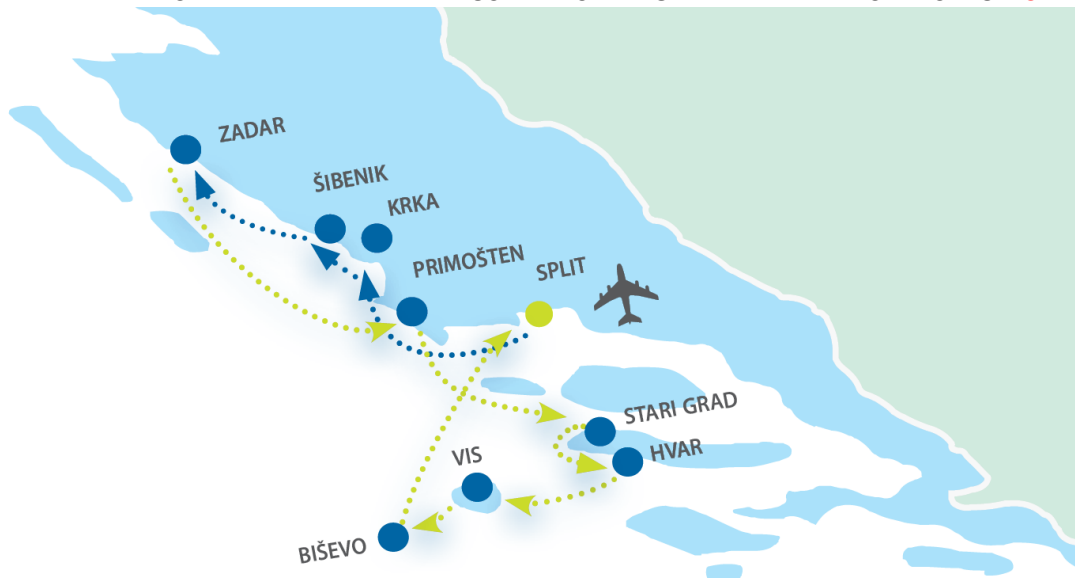 ZADAR
ŠIBENIK
KRKA
PRIMOŠTEN
SPLIT
STARI GRAD
HVAR
VIS
BIŠEVO